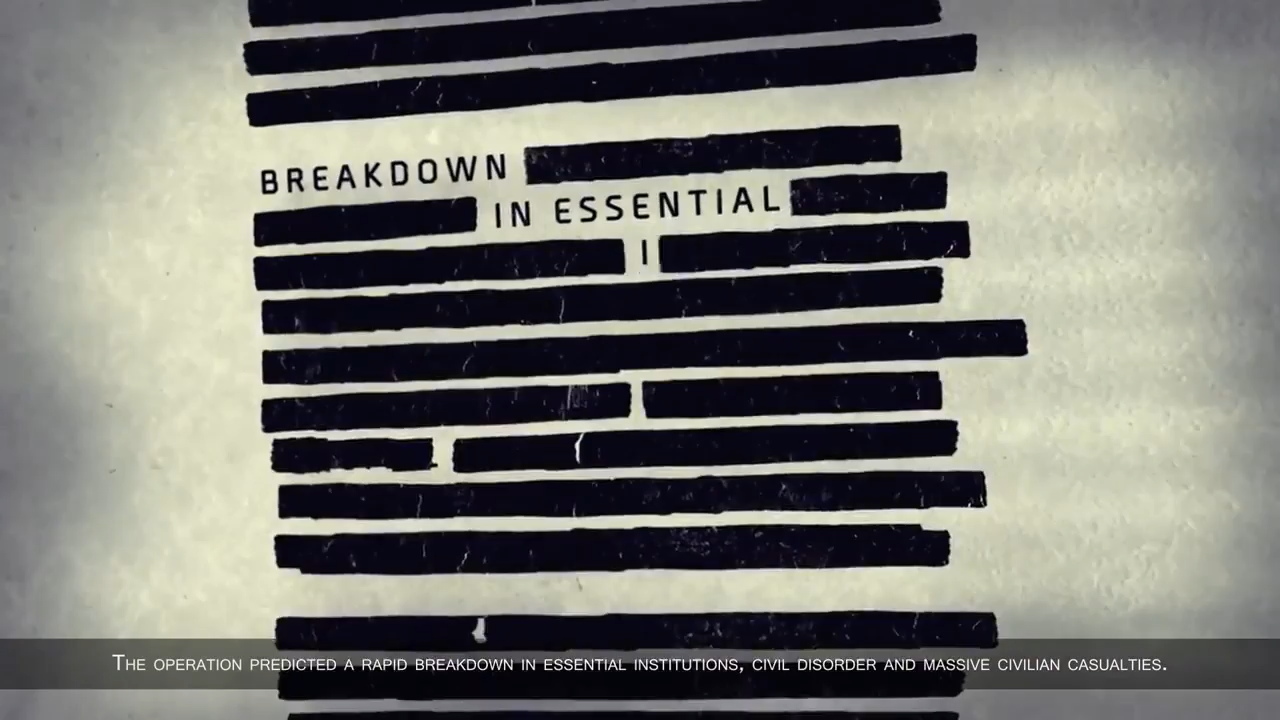 BREAKDOWN
IN ESSENTIAL
I
The operation predicted a rapid breakdown in essential institutions, civil disorder and massive civilian casualties.